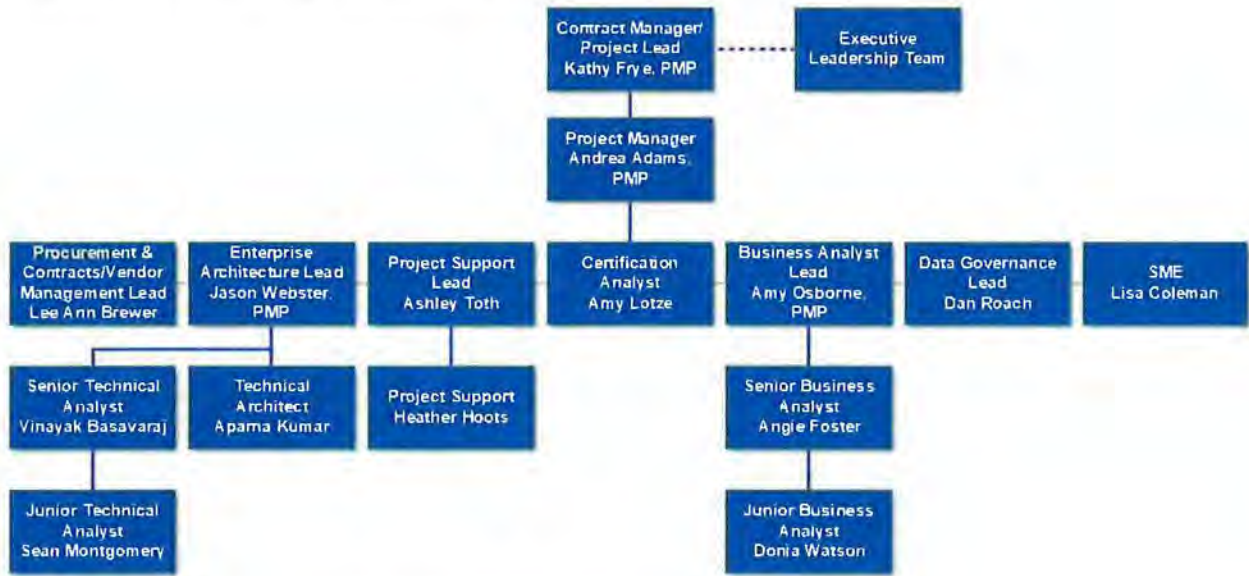 Contract Manager/
Project Lead
Kathy Frye, PMP
Executive
Leadership Team
Project Manager
Andrea Adams,
PMP
Procurement &
Contracts/Vendor
Management Lead
Lee Ann Brewer
Enterprise
Architecture Lead
Jason Webster,
PMP
Project Support
Lead
Ashley Toth
Certification
Analyst
Amy Lotze
Business Analyst
Lead
Amy Osborne,
PMP
Data Governance
Lead
Dan Roach
SME
Lisa Coleman
Senior Technical
Analyst
Vinayak Basavaraj
Technical
Architect
Aparna Kumar
Project Support
Heather Hoots
Senior Business
Analyst
Angie Foster
Junior Technical
Analyst
Sean Montgomery
Junior Business
Analyst
Donia Watson